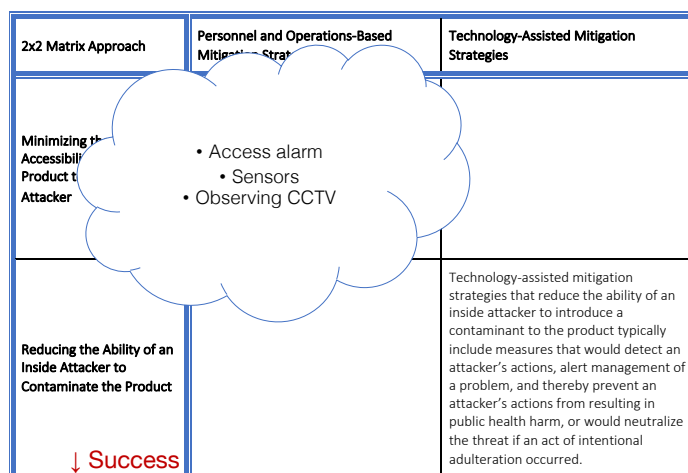 2x2 Matrix Approach
Personnel and Operations-Based
Technology-Assisted Mitigation
Strategies
Minimizing
Product
Attacker
• Access alarm
• Sensors
• Observing CCTV
Reducing the Ability of an
Inside Attacker to
Contaminate the Product
Technology-assisted mitigation
strategies that reduce the ability of an
inside attacker to introduce a
contaminant to the product typically
include measures that would detect an
attacker's actions, alert management of
a problem, and thereby prevent an
attacker's actions from resulting in
public health harm, or would neutralize
the threat if an act of intentional
adulteration occurred.
↓ Success